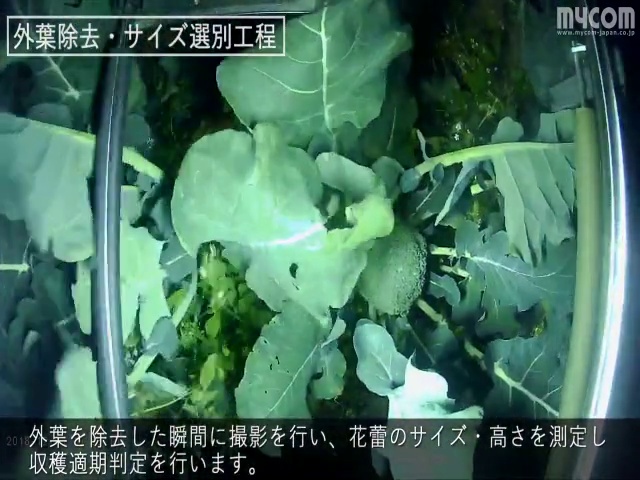 外葉除去・サイズ選別工程
mycom
www.mycom-japan.co.jp
2018
外葉を除去した瞬間に撮影を行い、花蕾のサイズ・高さを測定し
収穫適期判定を行います。